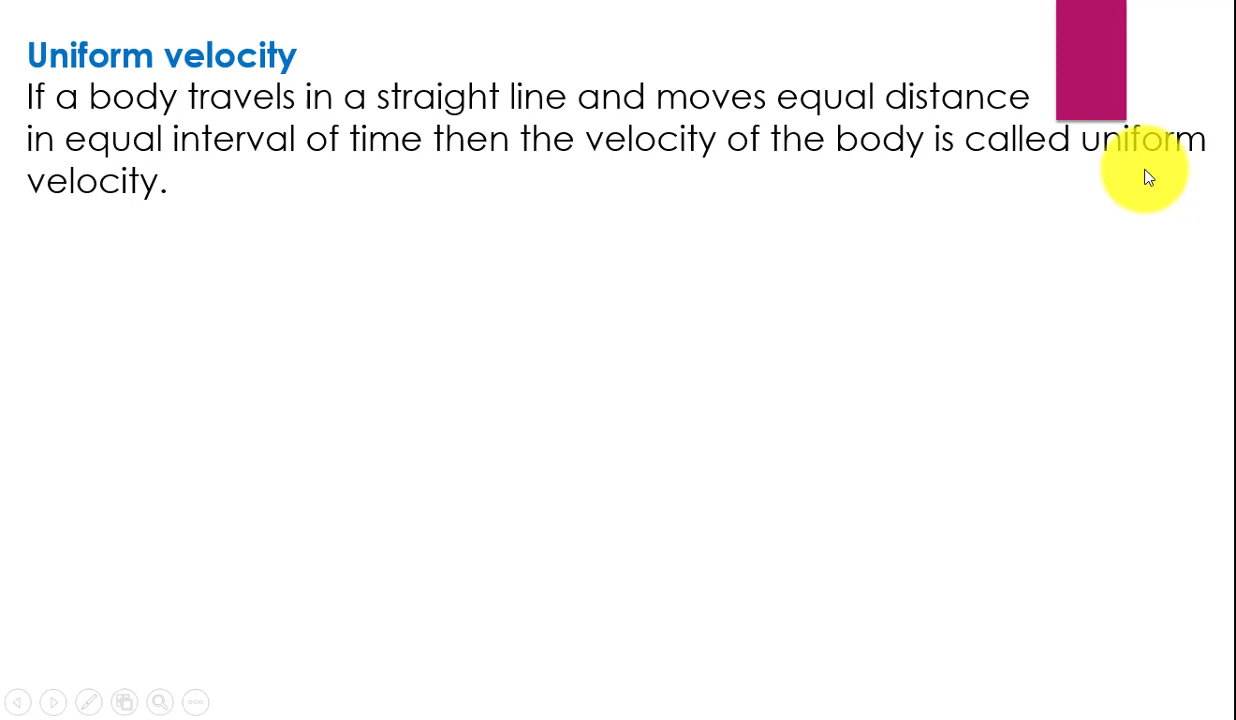 Uniform velocity
If a body travels in a straight line and moves equal distance
in equal interval of time then the velocity of the body is called uniform
velocity.